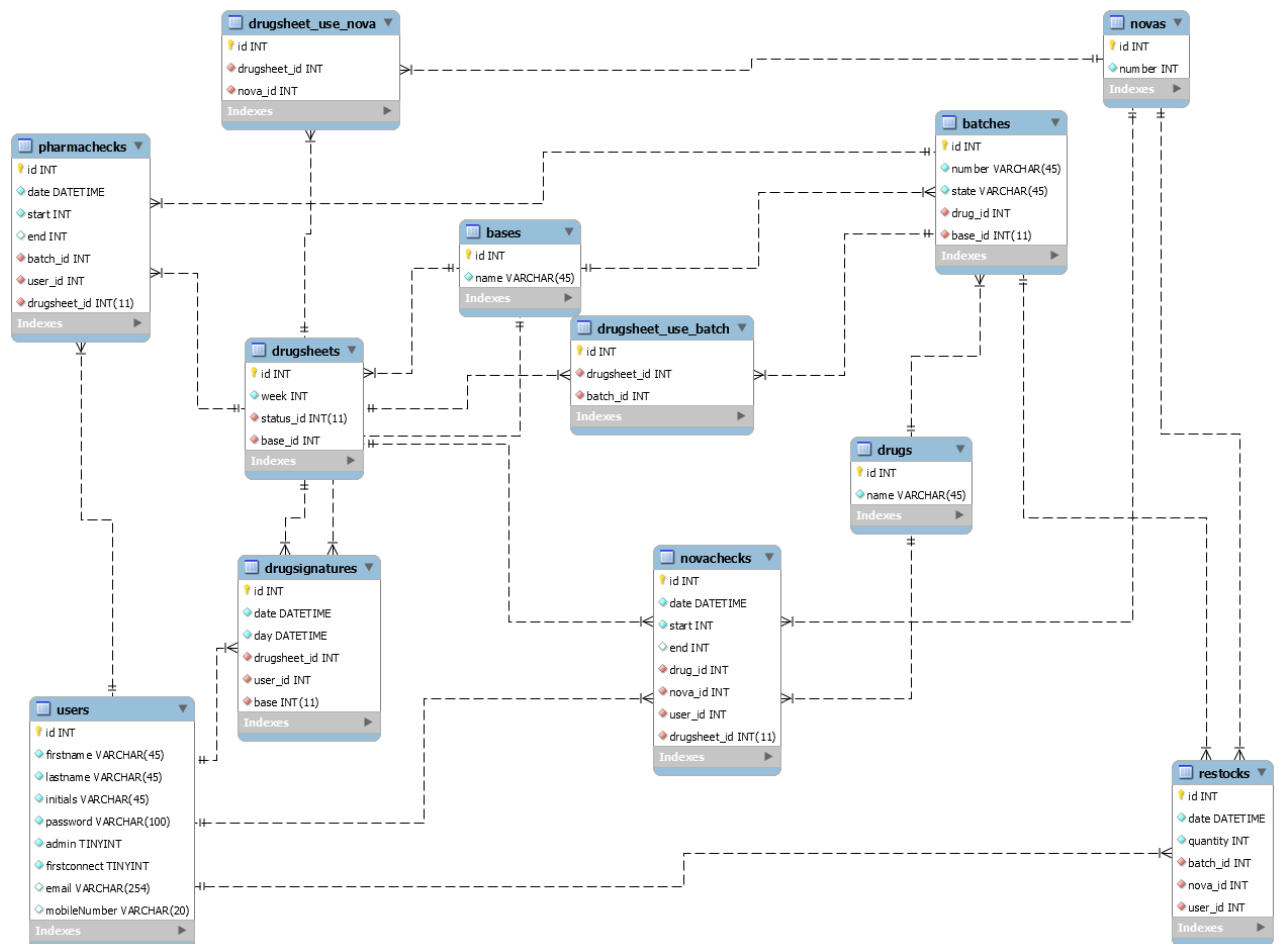 drugsheet_use_nova
id INT
drugsheet_id INT
nova_id INT
Indexes
novas
id INT
number INT
Indexes
pharmachecks
id INT
date DATETIME
start INT
end INT
batch_id INT
user_id INT
drugsheet_id INT(11)
Indexes
batches
id INT
number VARCHAR(45)
state VARCHAR(45)
drug_id INT
base_id INT(11)
Indexes
bases
id INT
name VARCHAR(45)
Indexes
drugsheet_use_batch
id INT
drugsheet_id INT
batch_id INT
Indexes
drugsheets
id INT
week INT
status_id INT(11)
base_id INT
Indexes
drugs
id INT
name VARCHAR(45)
Indexes
drugsignatures
id INT
date DATETIME
day DATETIME
drugsheet_id INT
user_id INT
base INT(11)
Indexes
novachecks
id INT
date DATETIME
start INT
end INT
drug_id INT
nova_id INT
user_id INT
drugsheet_id INT(11)
Indexes
users
id INT
firstname VARCHAR(45)
lastname VARCHAR(45)
initials VARCHAR(45)
password VARCHAR(100)
admin TINYINT
firstconnect TINYINT
email VARCHAR(254)
mobileNumber VARCHAR(20)
Indexes
restocks
id INT
date DATETIME
quantity INT
batch_id INT
nova_id INT
user_id INT
Indexes